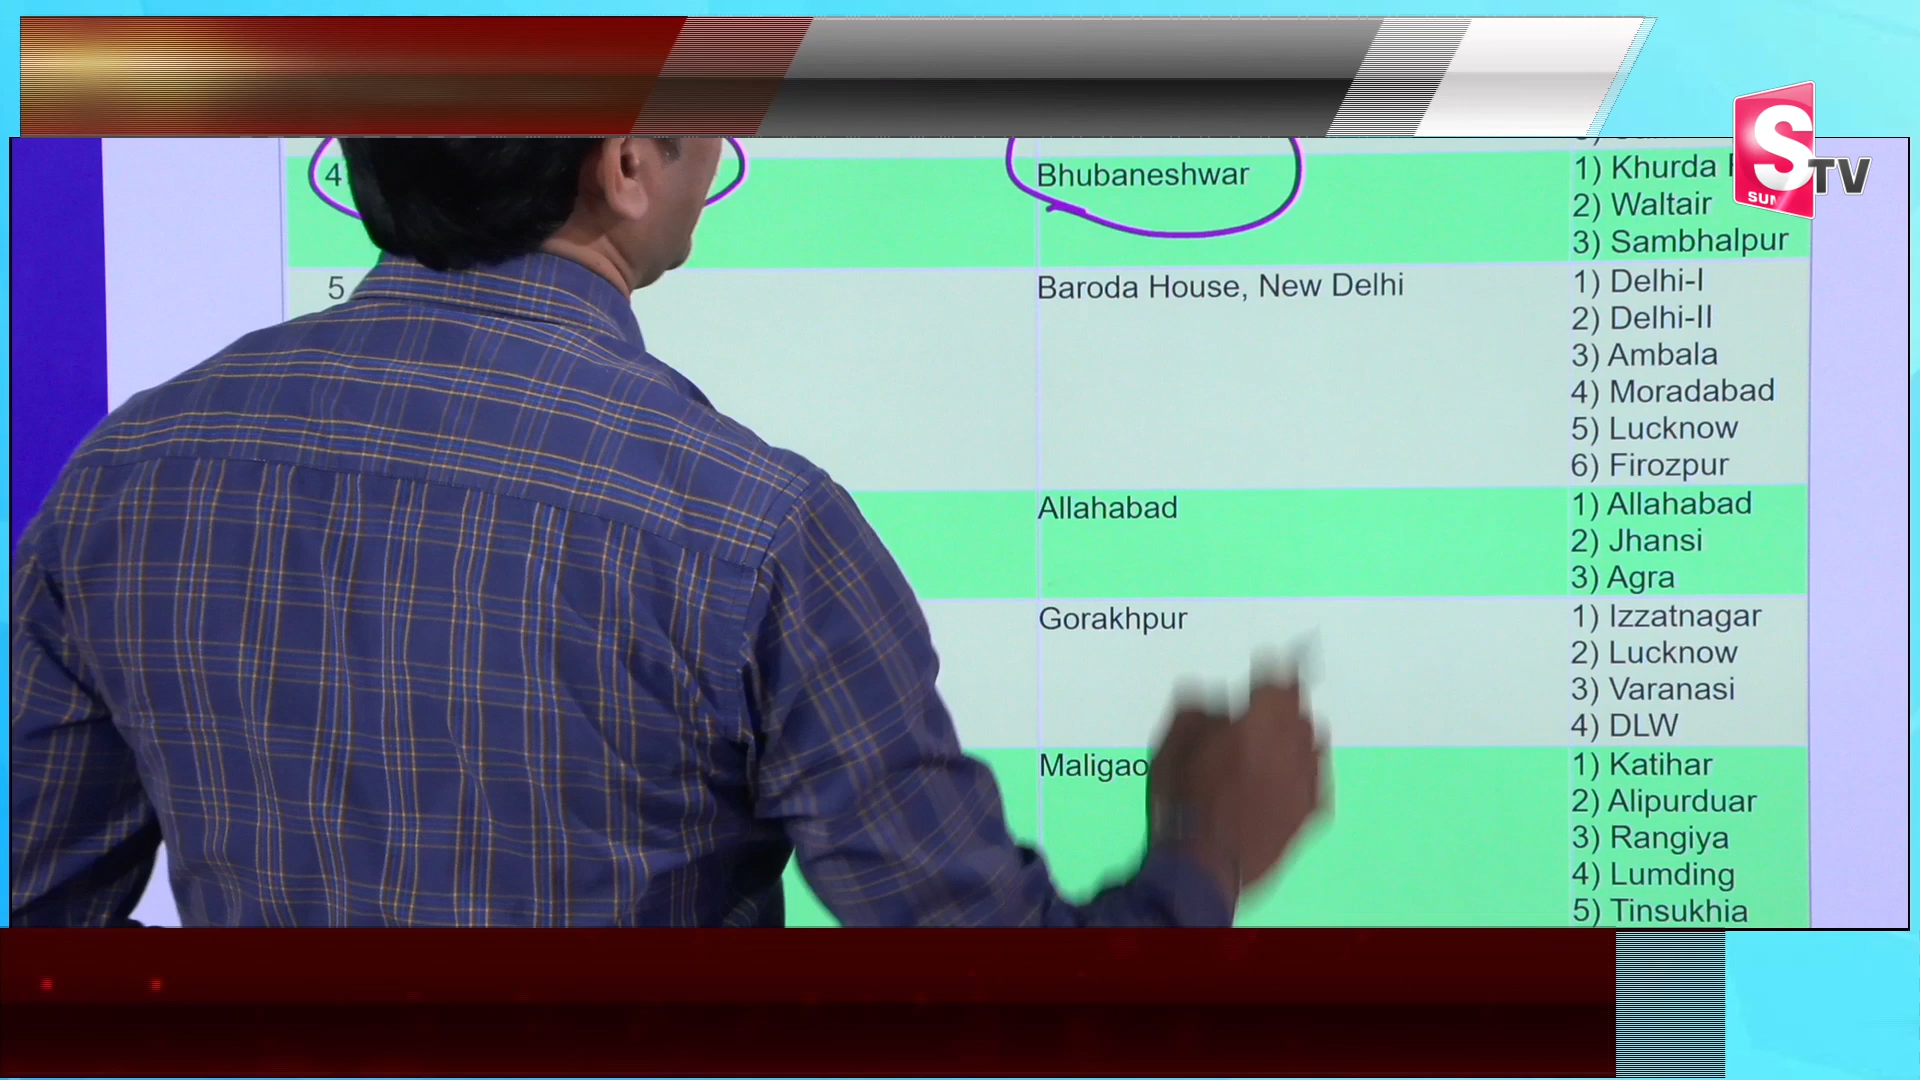 4
Bhubaneshwar
1) Khurda
2) Waltair
3) Sambhalpur
5
Baroda House, New Delhi
1) Delhi-I
2) Delhi-II
3) Ambala
4) Moradabad
5) Lucknow
6) Firozpur
Allahabad
1) Allahabad
2) Jhansi
3) Agra
Gorakhpur
1) Izzatnagar
2) Lucknow
3) Varanasi
4) DLW
1) Katihar
2) Alipurduar
3) Rangiya
4) Lumding
5) Tinsukhia
S
TV